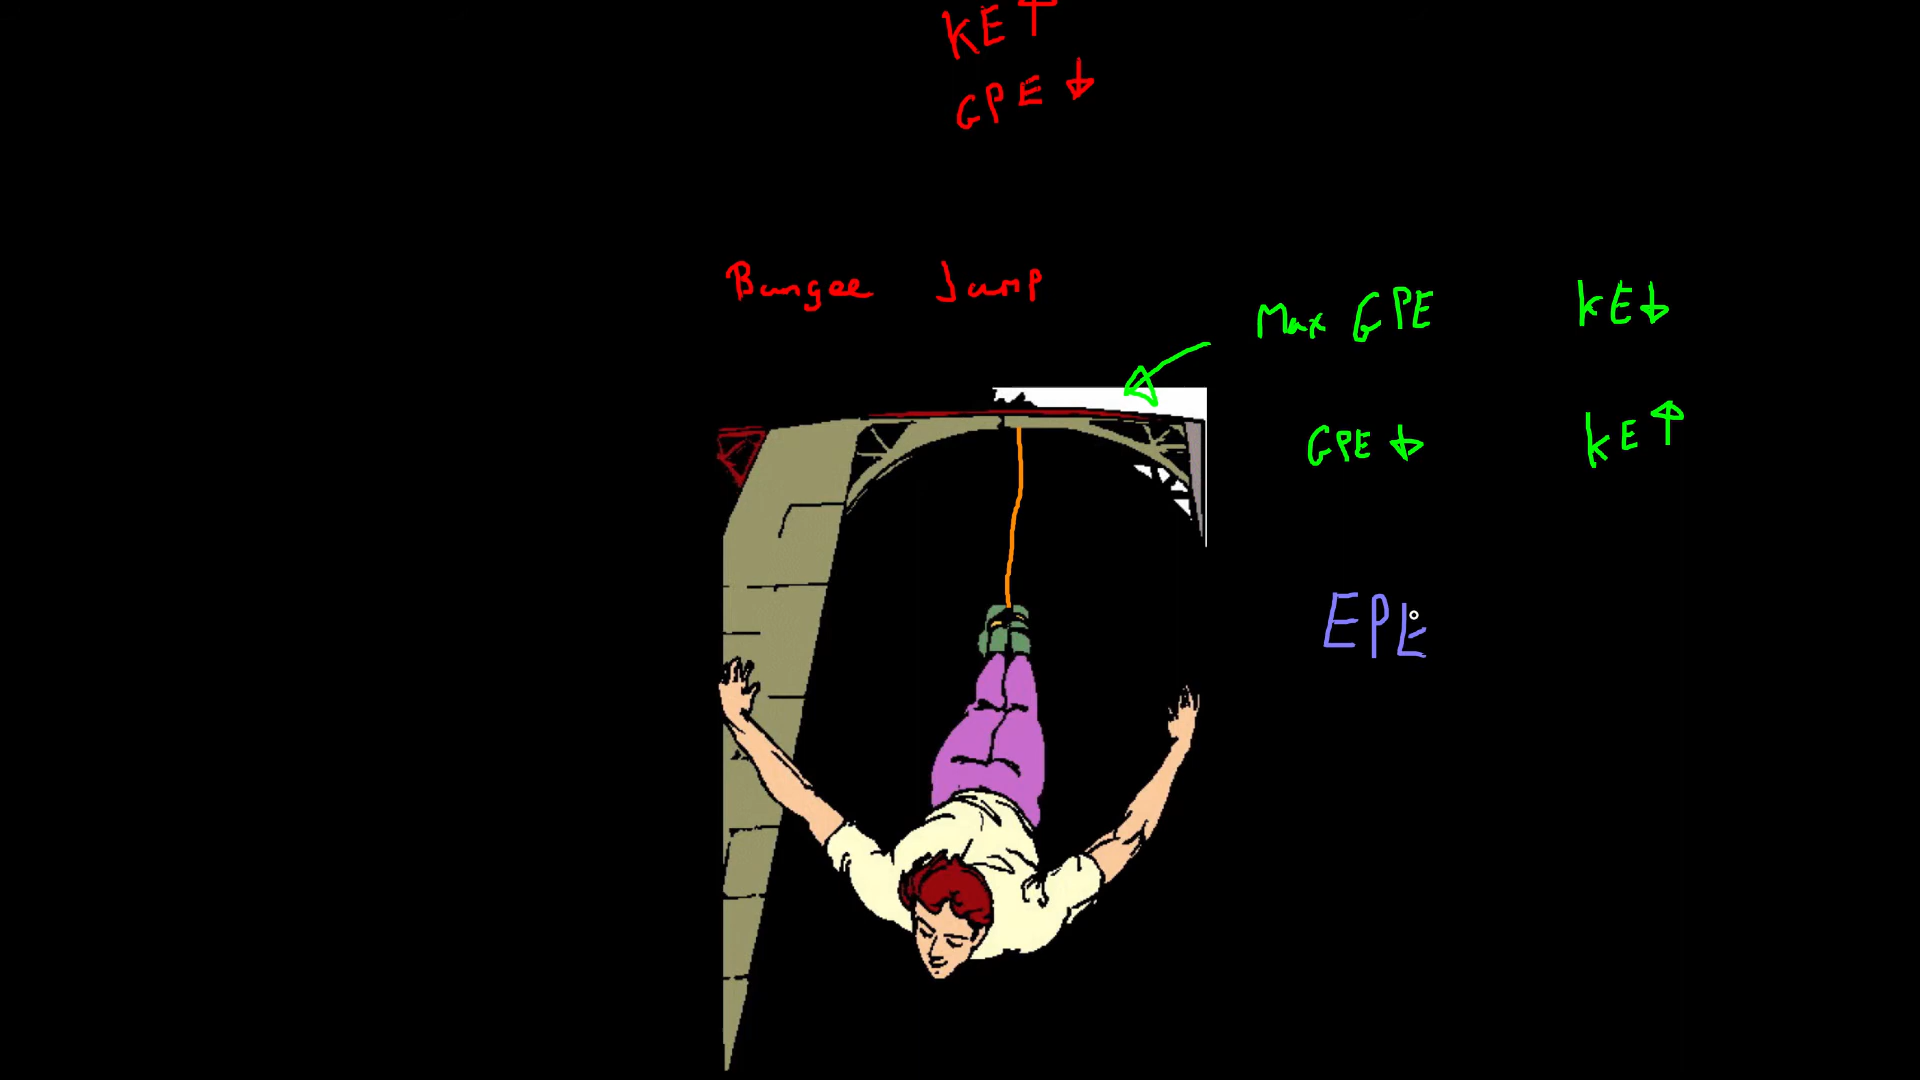 KE ↑
GPE ↓
Bungee Jump
Max GPE KE ↓
GPE ↓ KE ↑
EPE